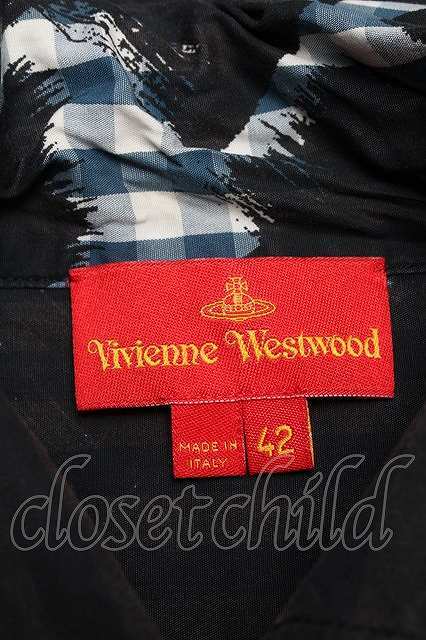 Vivienne Westwood
MADE IN
ITALY
42
closetchild